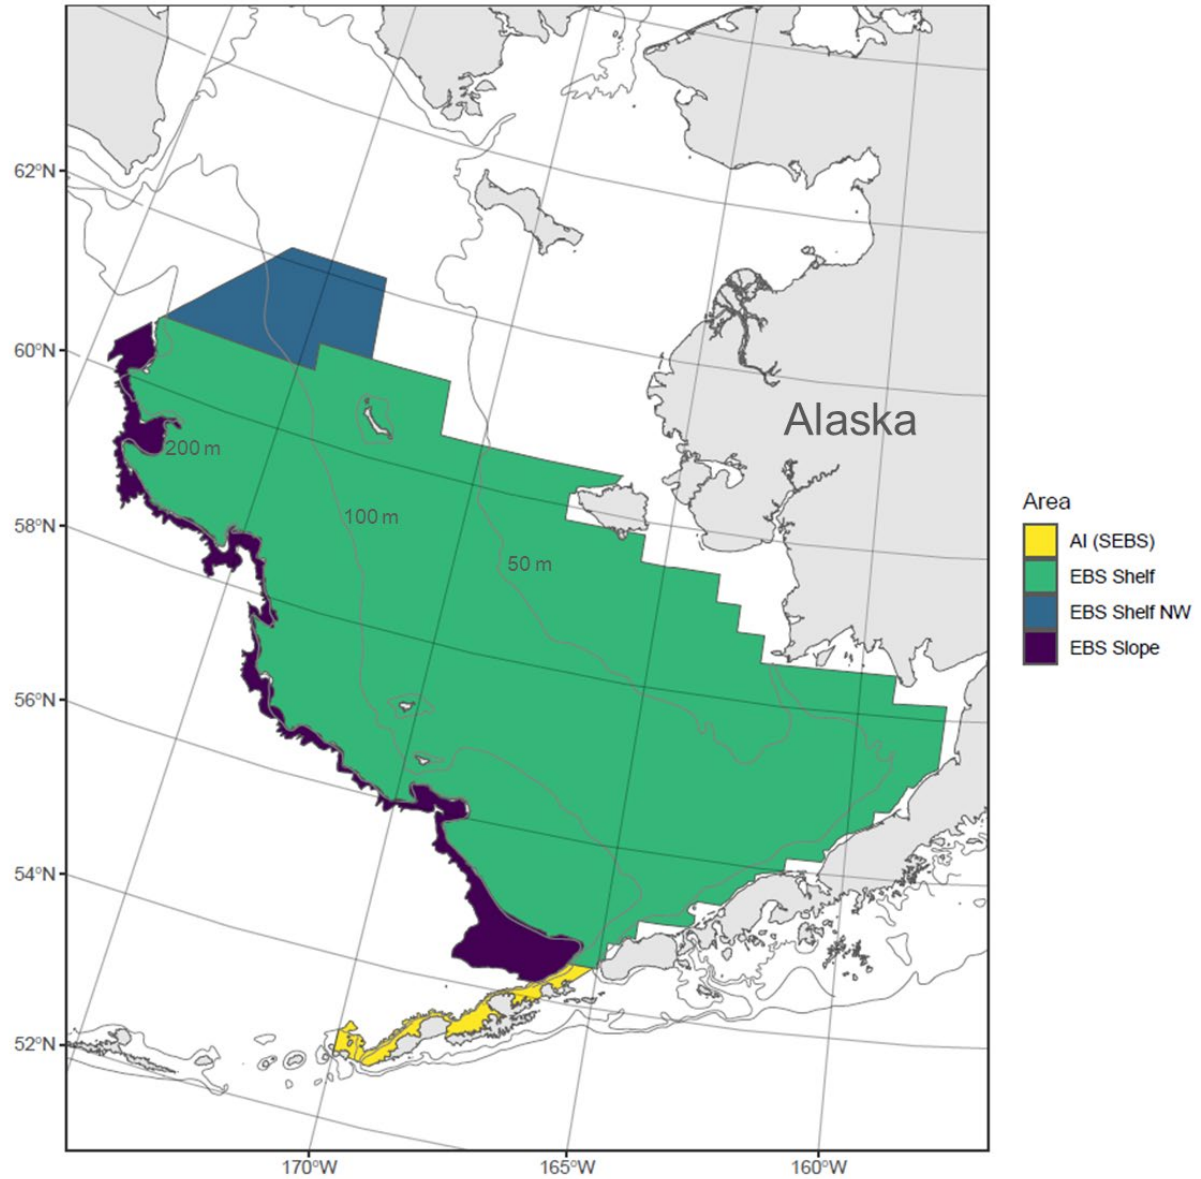 62°N
60°N
58°N
56°N
54°N
52°N
Alaska
200 m
100 m
50 m
170°W
165°W
160°W
Area
AI (SEBS)
EBS Shelf
EBS Shelf NW
EBS Slope